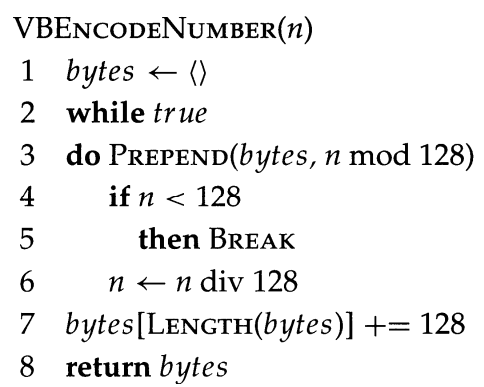 VBENCODENUMBER(n)
1 bytes ← ⟨⟩
2 while true
3 do PREPEND(bytes, n mod 128)
4 if n < 128
5 then BREAK
6 n ← n div 128
7 bytes[LENGTH(bytes)] += 128
8 return bytes